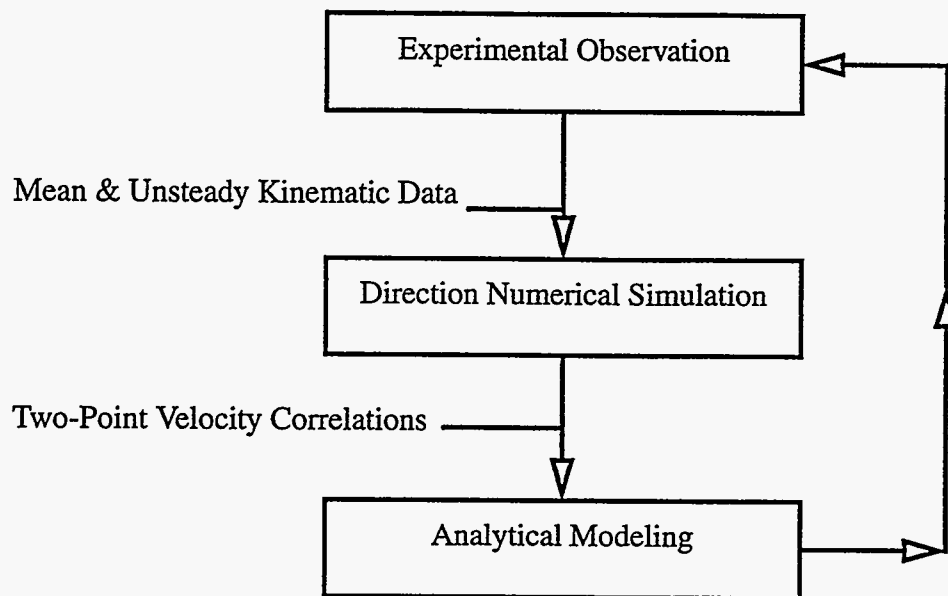 Experimental Observation
Mean & Unsteady Kinematic Data
Direction Numerical Simulation
Two-Point Velocity Correlations
Analytical Modeling